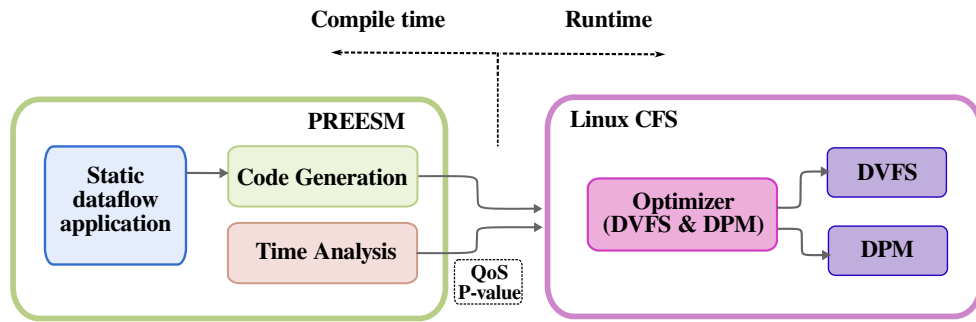 Compile time
Runtime
PREESM
Static
dataflow
application
Code Generation
Time Analysis
QoS
P-value
Linux CFS
Optimizer
(DVFS & DPM)
DVFS
DPM